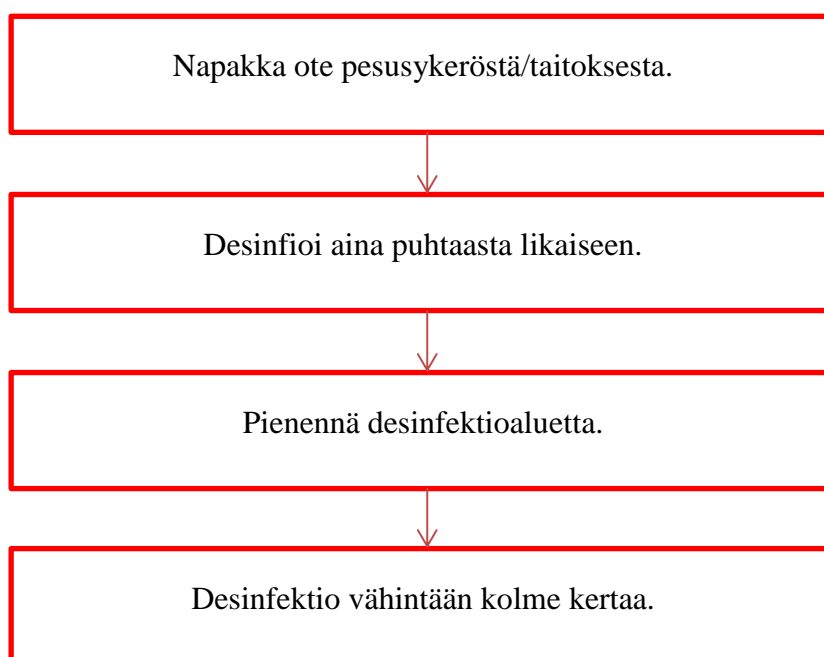 Napakka ote pesusykeröstä/taitoksesta.
Desinfioi aina puhtaasta likaiseen.
Pienennä desinfektioaluetta.
Desinfektio vähintään kolme kertaa.